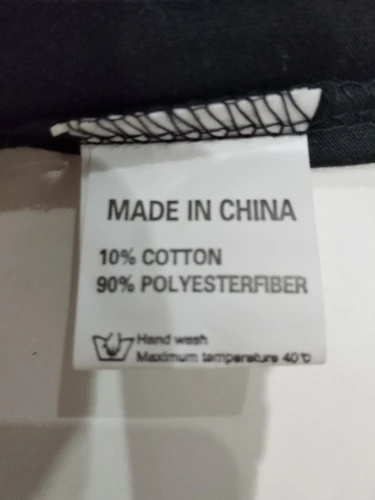 MADE IN CHINA
10% COTTON
90% POLYESTERFIBER
Hand wash
Maximum temperature 40℃